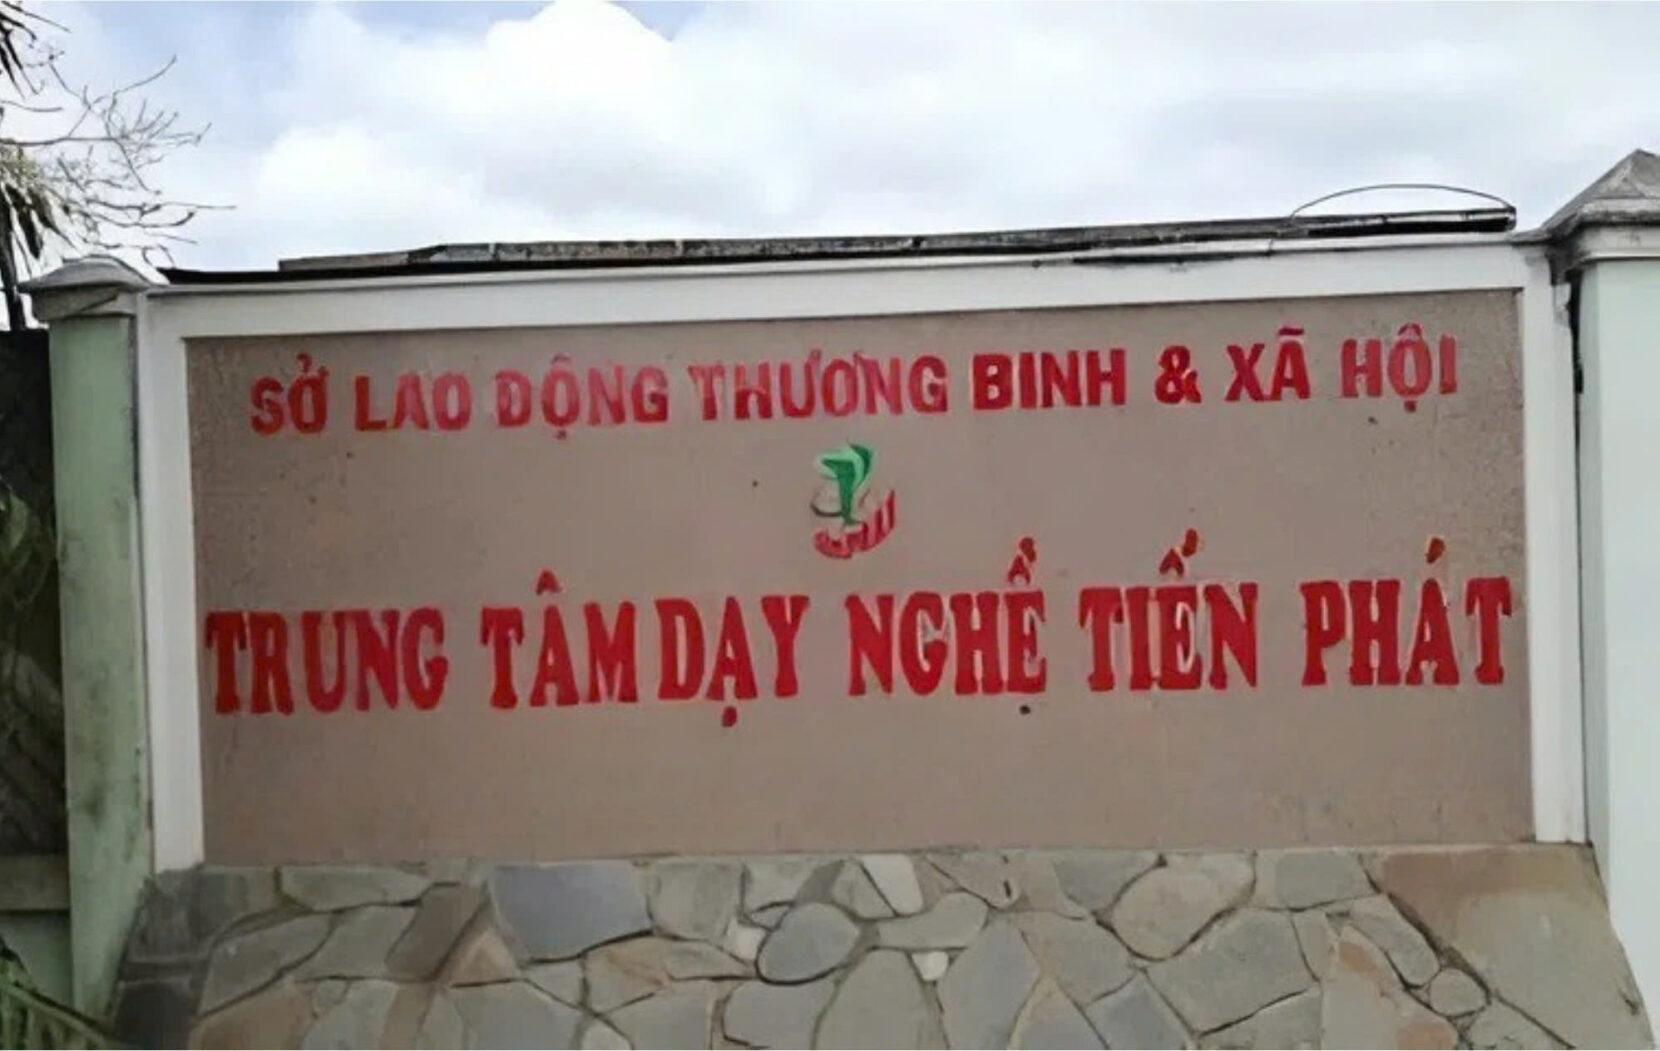 SỞ LAO ĐỘNG THƯƠNG BINH & XÃ HỘI
TRUNG TÂM DẠY NGHỀ TIẾN PHÁT